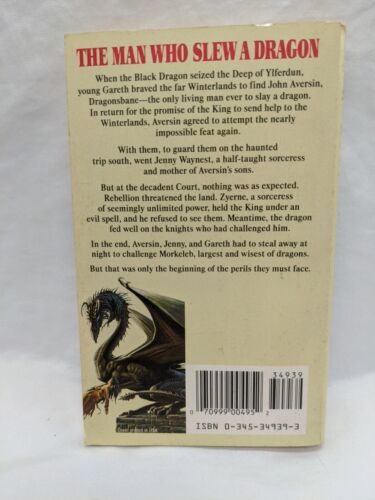 THE MAN WHO SLEW A DRAGON
When the Black Dragon seized the Deep of Ylferdun,
young Gareth braved the far Winterlands to find John Aversin,
Dragonsbane—the only living man ever to slay a dragon.
In return for the promise of the King to send help to the
Winterlands, Aversin agreed to attempt the nearly
impossible feat again.
With them, to guard them on the haunted
trip south, went Jenny Waynest, a half-taught sorceress
and mother of Aversin's sons.
But at the decadent Court, nothing was as expected.
Rebellion threatened the land. Zyerne, a sorceress
of seemingly unlimited power, held the King under an
evil spell, and he refused to see them. Meantime, the dragon
fed well on the knights who had challenged him.
In the end, Aversin, Jenny, and Gareth had to steal away at
night to challenge Morkeleb, largest and wisest of dragons.
But that was only the beginning of the perils they must face.
34939
0 70999 00495 2
ISBN 0-345-34939-3